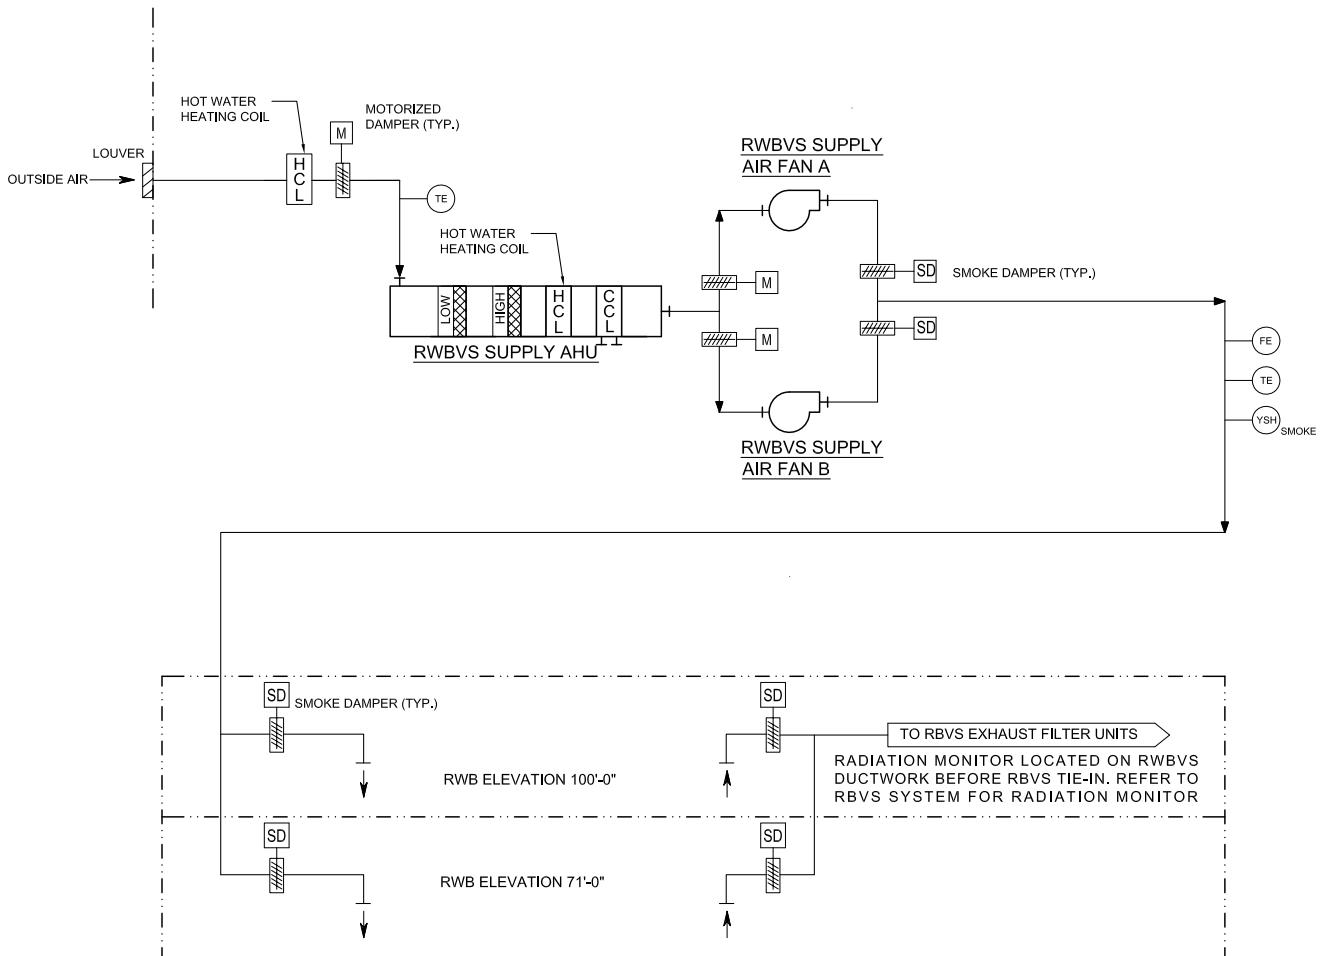 HOT WATER
HEATING COIL
MOTORIZED
DAMPER (TYP.)
M
LOUVER
OUTSIDE AIR
HCL
TE
HOT WATER
HEATING COIL
LOW
HIGH
HCL
CCL
RWBVS SUPPLY AHU
RWBVS SUPPLY
AIR FAN A
M
M
SD
SMOKE DAMPER (TYP.)
SD
RWBVS SUPPLY
AIR FAN B
FE
TE
YSH
SMOKE
SD
SMOKE DAMPER (TYP.)
SD
TO RBVS EXHAUST FILTER UNITS
RWB ELEVATION 100'-0"
RADIATION MONITOR LOCATED ON RWBVS
DUCTWORK BEFORE RBVS TIE-IN. REFER TO
RBVS SYSTEM FOR RADIATION MONITOR
SD
SD
RWB ELEVATION 71'-0"